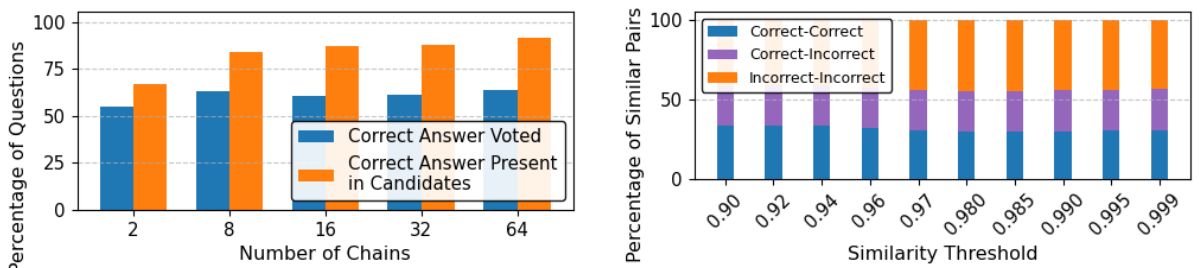 Percentage of Questions
100
75
50
25
0
2 8 16 32 64
Number of Chains
Correct Answer Voted
Correct Answer Present
in Candidates
Percentage of Similar Pairs
100
50
0
0.90 0.92 0.94 0.96 0.97 0.980 0.985 0.990 0.995 0.999
Similarity Threshold
Correct-Correct
Correct-Incorrect
Incorrect-Incorrect